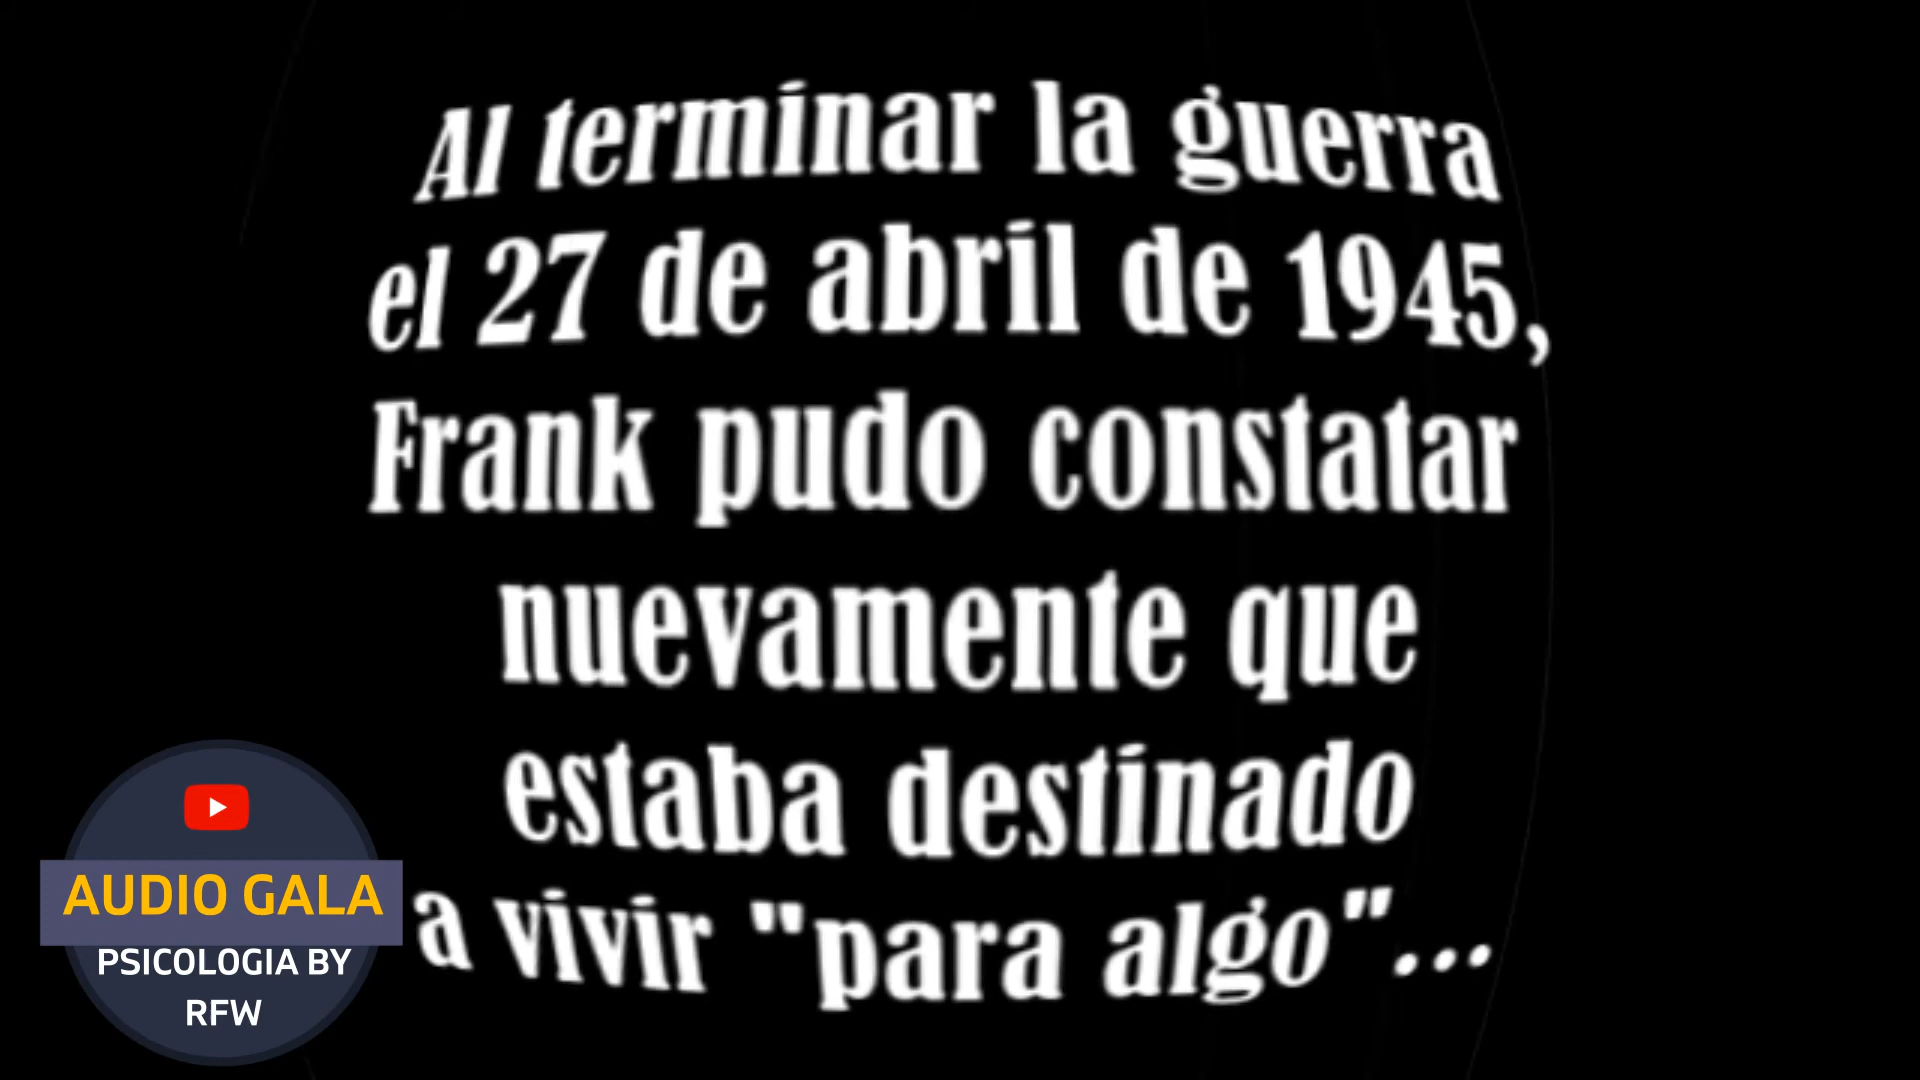 Al terminar la guerra
el 27 de abril de 1945,
Frank pudo constatar
nuevamente que
estaba destinado
a vivir "para algo"...
AUDIO GALA
PSICOLOGIA BY
RFW